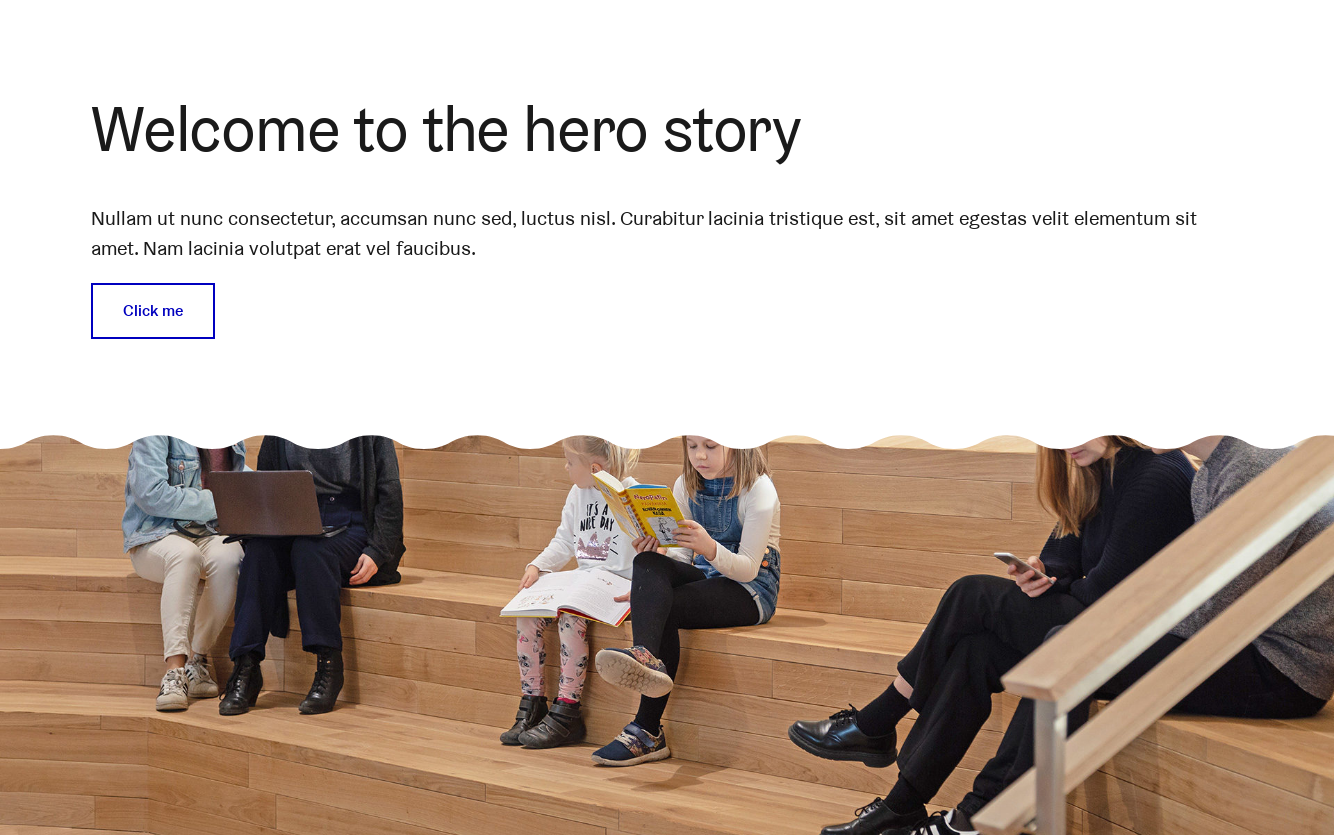 Welcome to the hero story
Nullam ut nunc consectetur, accumsan nunc sed, luctus nisl. Curabitur lacinia tristique est, sit amet egestas velit elementum sit
amet. Nam lacinia volutpat erat vel faucibus.
Click me
IT'S A
NICE DAY